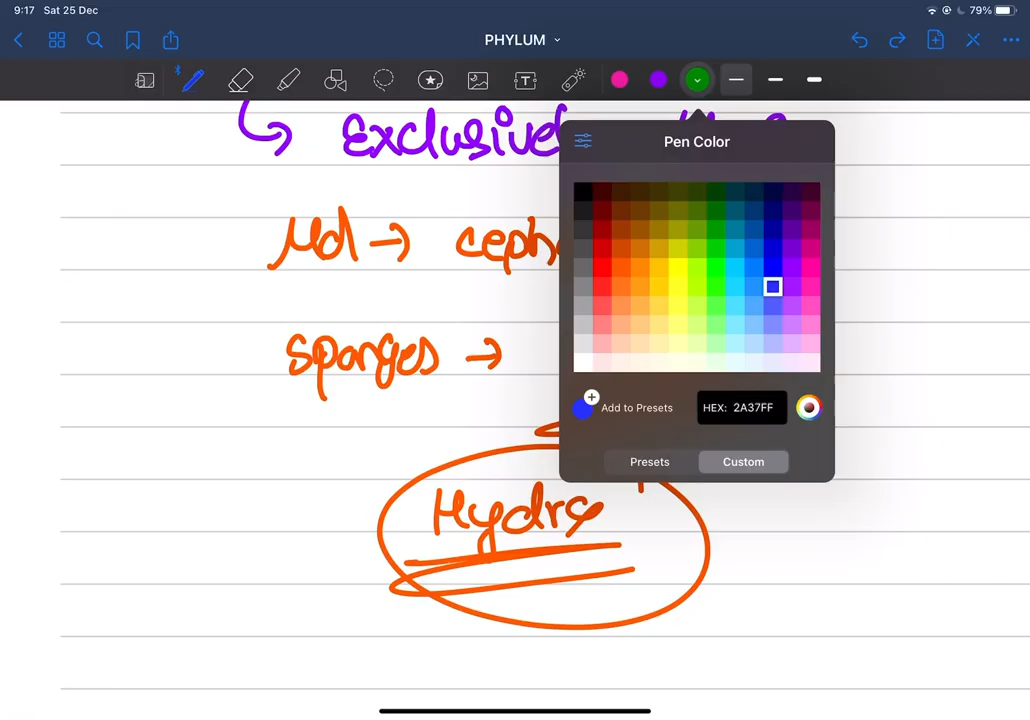 9:17 Sat 25 Dec
79%
PHYLUM
T
Pen Color
Exclusive
Md → ceph
Sponges →
Add to Presets
HEX: 2A37FF
Presets Custom
Hydra